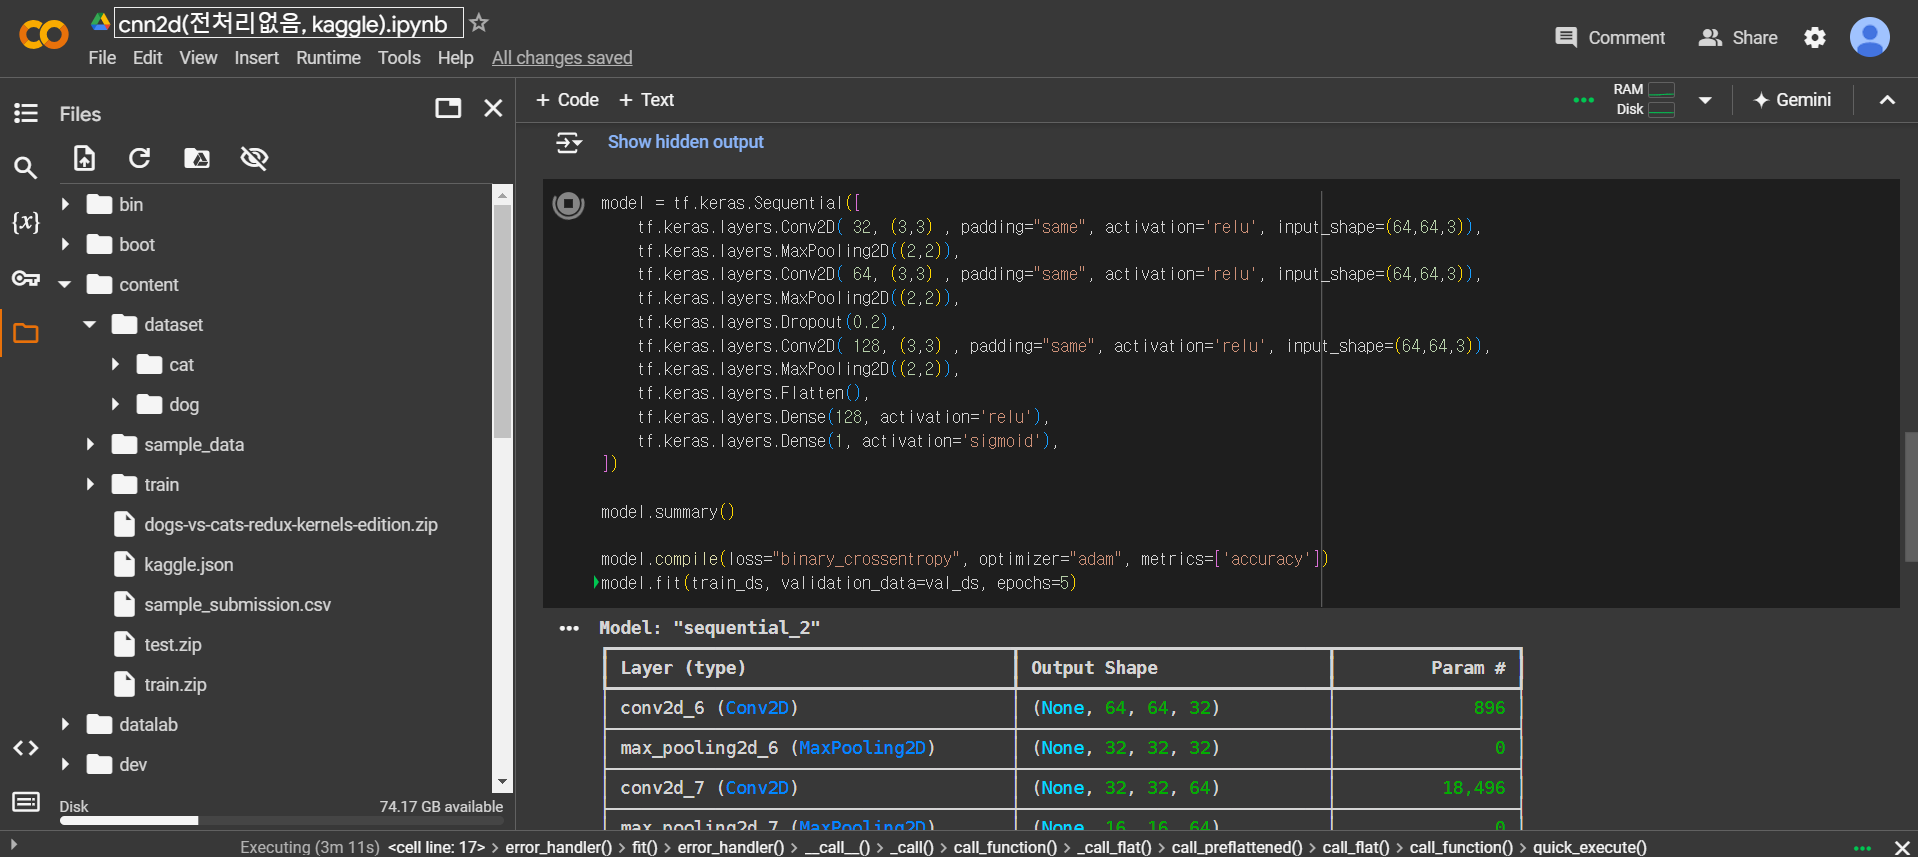 cnn2d(전처리없음, kaggle).ipynb
File Edit View Insert Runtime Tools Help All changes saved
Comment Share
Files
+ Code + Text
RAM
Disk
Gemini
Show hidden output
bin
boot
content
dataset
cat
dog
sample_data
train
dogs-vs-cats-redux-kernels-edition.zip
kaggle.json
sample_submission.csv
test.zip
train.zip
datalab
dev
Disk 74.17 GB available
{x}
model = tf.keras.Sequential([
    tf.keras.layers.Conv2D( 32, (3,3) , padding="same", activation='relu', input_shape=(64,64,3)),
    tf.keras.layers.MaxPooling2D((2,2)),
    tf.keras.layers.Conv2D( 64, (3,3) , padding="same", activation='relu', input_shape=(64,64,3)),
    tf.keras.layers.MaxPooling2D((2,2)),
    tf.keras.layers.Dropout(0.2),
    tf.keras.layers.Conv2D( 128, (3,3) , padding="same", activation='relu', input_shape=(64,64,3)),
    tf.keras.layers.MaxPooling2D((2,2)),
    tf.keras.layers.Flatten(),
    tf.keras.layers.Dense(128, activation='relu'),
    tf.keras.layers.Dense(1, activation='sigmoid'),
])
model.summary()
model.compile(loss="binary_crossentropy", optimizer="adam", metrics=['accuracy'])
model.fit(train_ds, validation_data=val_ds, epochs=5)
Model: "sequential_2"
Layer (type) Output Shape Param #
conv2d_6 (Conv2D) (None, 64, 64, 32) 896
max_pooling2d_6 (MaxPooling2D) (None, 32, 32, 32) 0
conv2d_7 (Conv2D) (None, 32, 32, 64) 18,496
max_pooling2d_7 (MaxPooling2D) (None, 16, 16, 64) 0
Executing (3m 11s) <cell line: 17> > error_handler() > fit() > error_handler() > __call__() > _call() > call_function() > _call_flat() > call_preflattened() > call_flat() > call_function() > quick_execute()